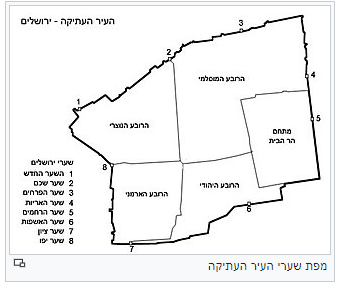 העיר העתיקה - ירושלים
3
2
הרובע המוסלמי
4
1
הרובע הנוצרי
5
מתחם
הר הבית
8
הרובע הארמני
הרובע היהודי
6
7
שערי ירושלים
1 השער החדש
2 שער שכם
3 שער הפרחים
4 שער האריות
5 שער הרחמים
6 שער האשפות
7 שער ציון
8 שער יפו
מפת שערי העיר העתיקה